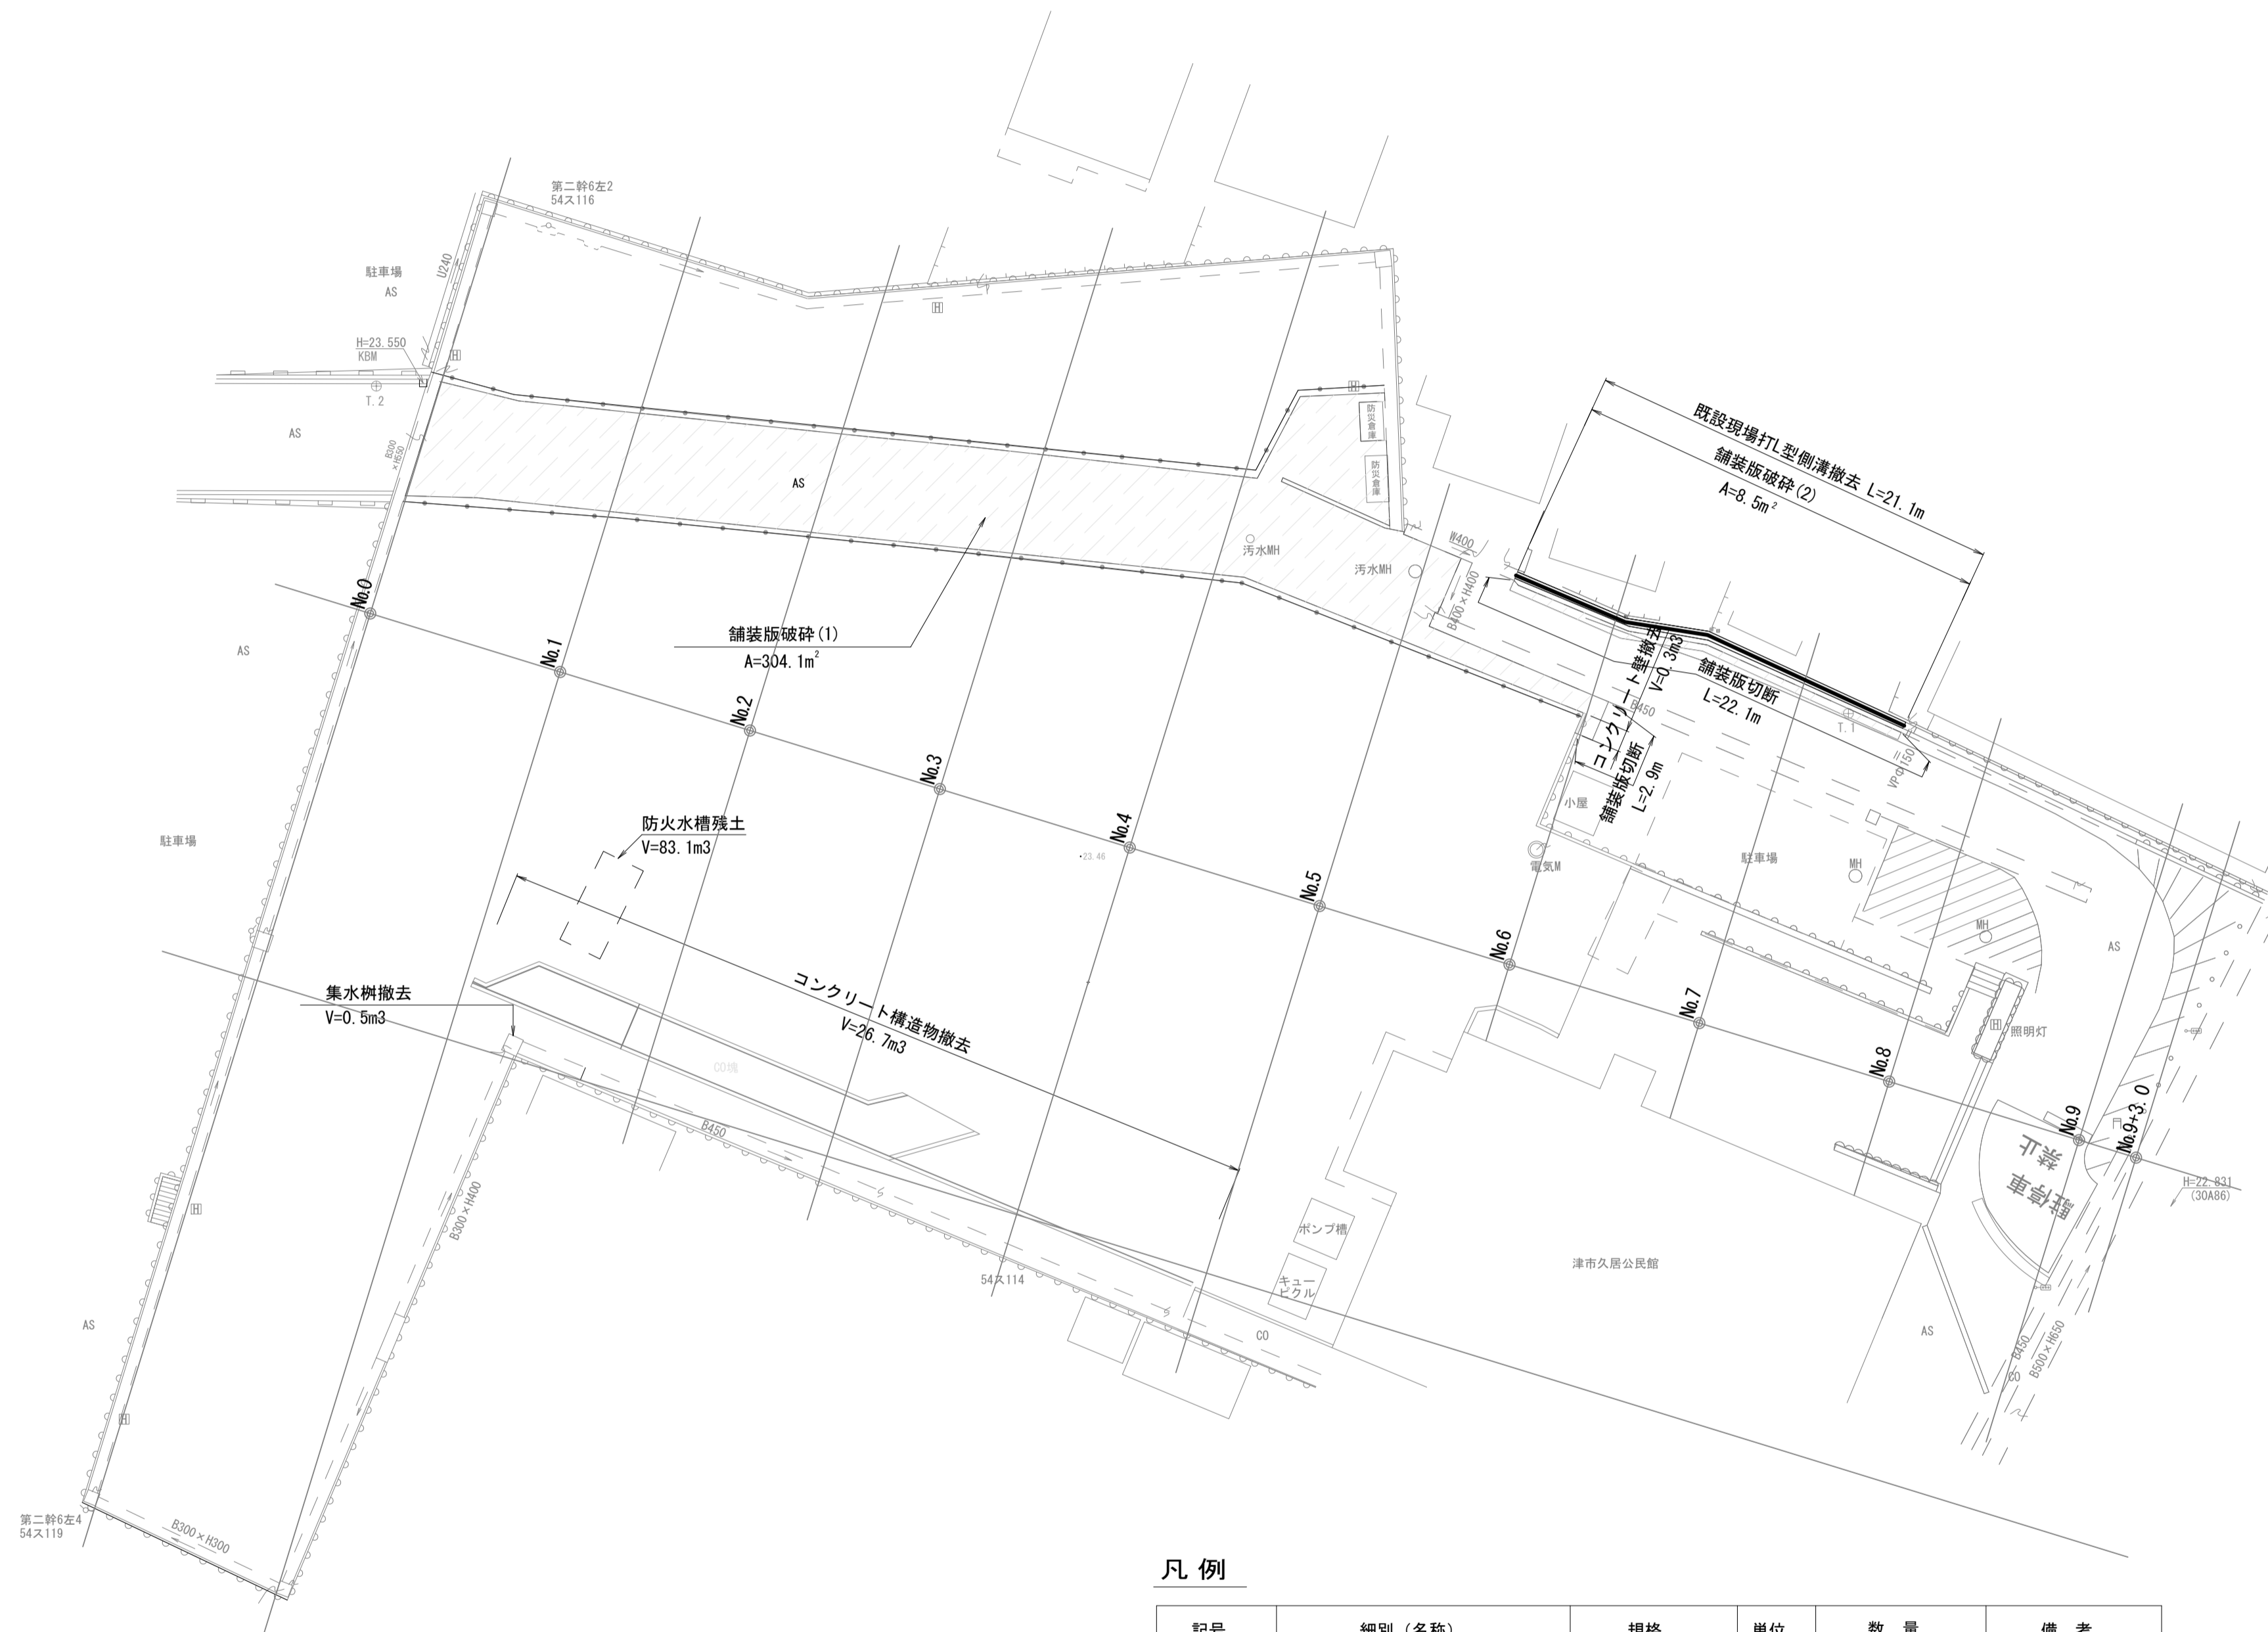 第二幹6左2
54ス116
駐車場
AS
U240
H=23.550
KBM
T.2
AS
B300
×H550
防災倉庫
防災倉庫
AS
汚水MH
汚水MH
W400
B400×H400
既設現場打L型側溝撤去 L=21.1m
舗装版破砕(2)
A=8.5m²
コンクリート壁撤去
V=0.3m3
舗装版切断
L=22.1m
B450
T.1
VPΦ150
舗装版切断
L=2.9m
小屋
電気M
駐車場
MH
MH
AS
照明灯
No.0
No.1
No.2
No.3
No.4
No.5
No.6
No.7
No.8
No.9
No.9+3.0
AS
舗装版破砕(1)
A=304.1m²
駐車場
防火水槽残土
V=83.1m3
23.46
集水桝撤去
V=0.5m3
コンクリート構造物撤去
V=26.7m3
CO塊
B450
B300×H400
54ス114
ポンプ槽
キュービクル
CO
津市久居公民館
駐停車
禁止
H=22.831
(30A86)
AS
B450
B500×H650
CO
AS
第二幹6左4
54ス119
B300×H300
H
H
H
H
H
H
凡 例
記号 細別（名称） 規格 単位 数 量 備 考